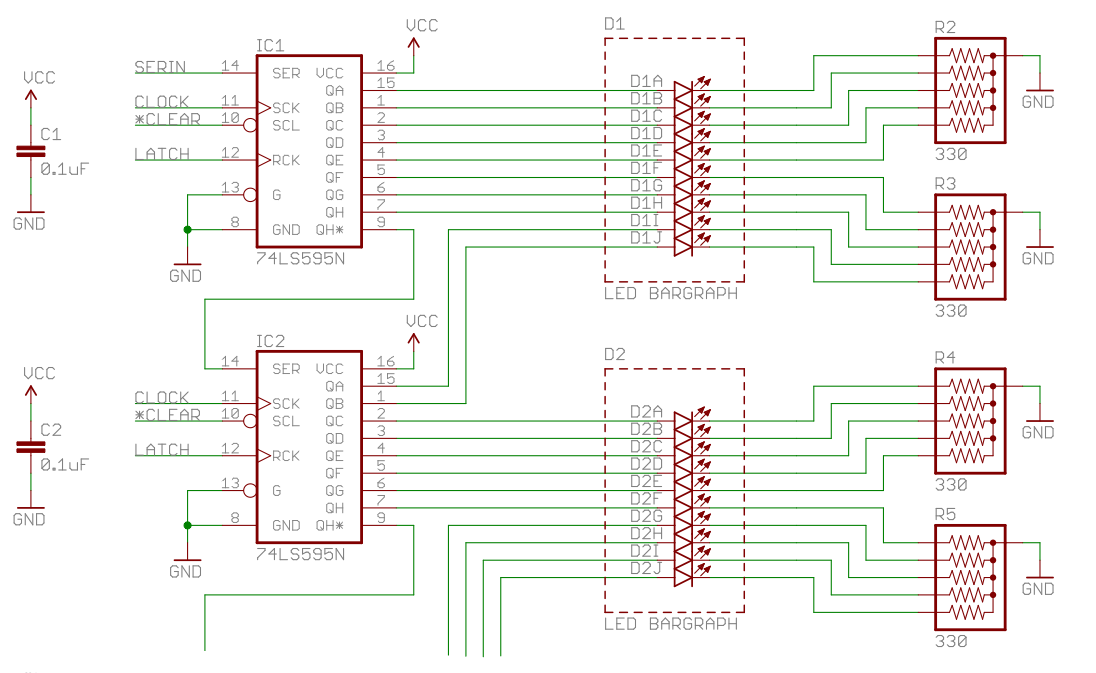 VCC
C1
0.1uF
GND
SERIN
CLOCK
*CLEAR
LATCH
14
11
10
12
13
8
GND
IC1
SER VCC
QA
SCK QB
SCL QC
QD
RCK QE
QF
G QG
QH
GND QH*
74LS595N
VCC
16
15
1
2
3
4
5
6
7
9
D1
D1A
D1B
D1C
D1D
D1E
D1F
D1G
D1H
D1I
D1J
LED BARGRAPH
R2
330
GND
R3
330
GND
VCC
C2
0.1uF
GND
CLOCK
*CLEAR
LATCH
14
11
10
12
13
8
GND
IC2
SER VCC
QA
SCK QB
SCL QC
QD
RCK QE
QF
G QG
QH
GND QH*
74LS595N
VCC
16
15
1
2
3
4
5
6
7
9
D2
D2A
D2B
D2C
D2D
D2E
D2F
D2G
D2H
D2I
D2J
LED BARGRAPH
R4
330
GND
R5
330
GND